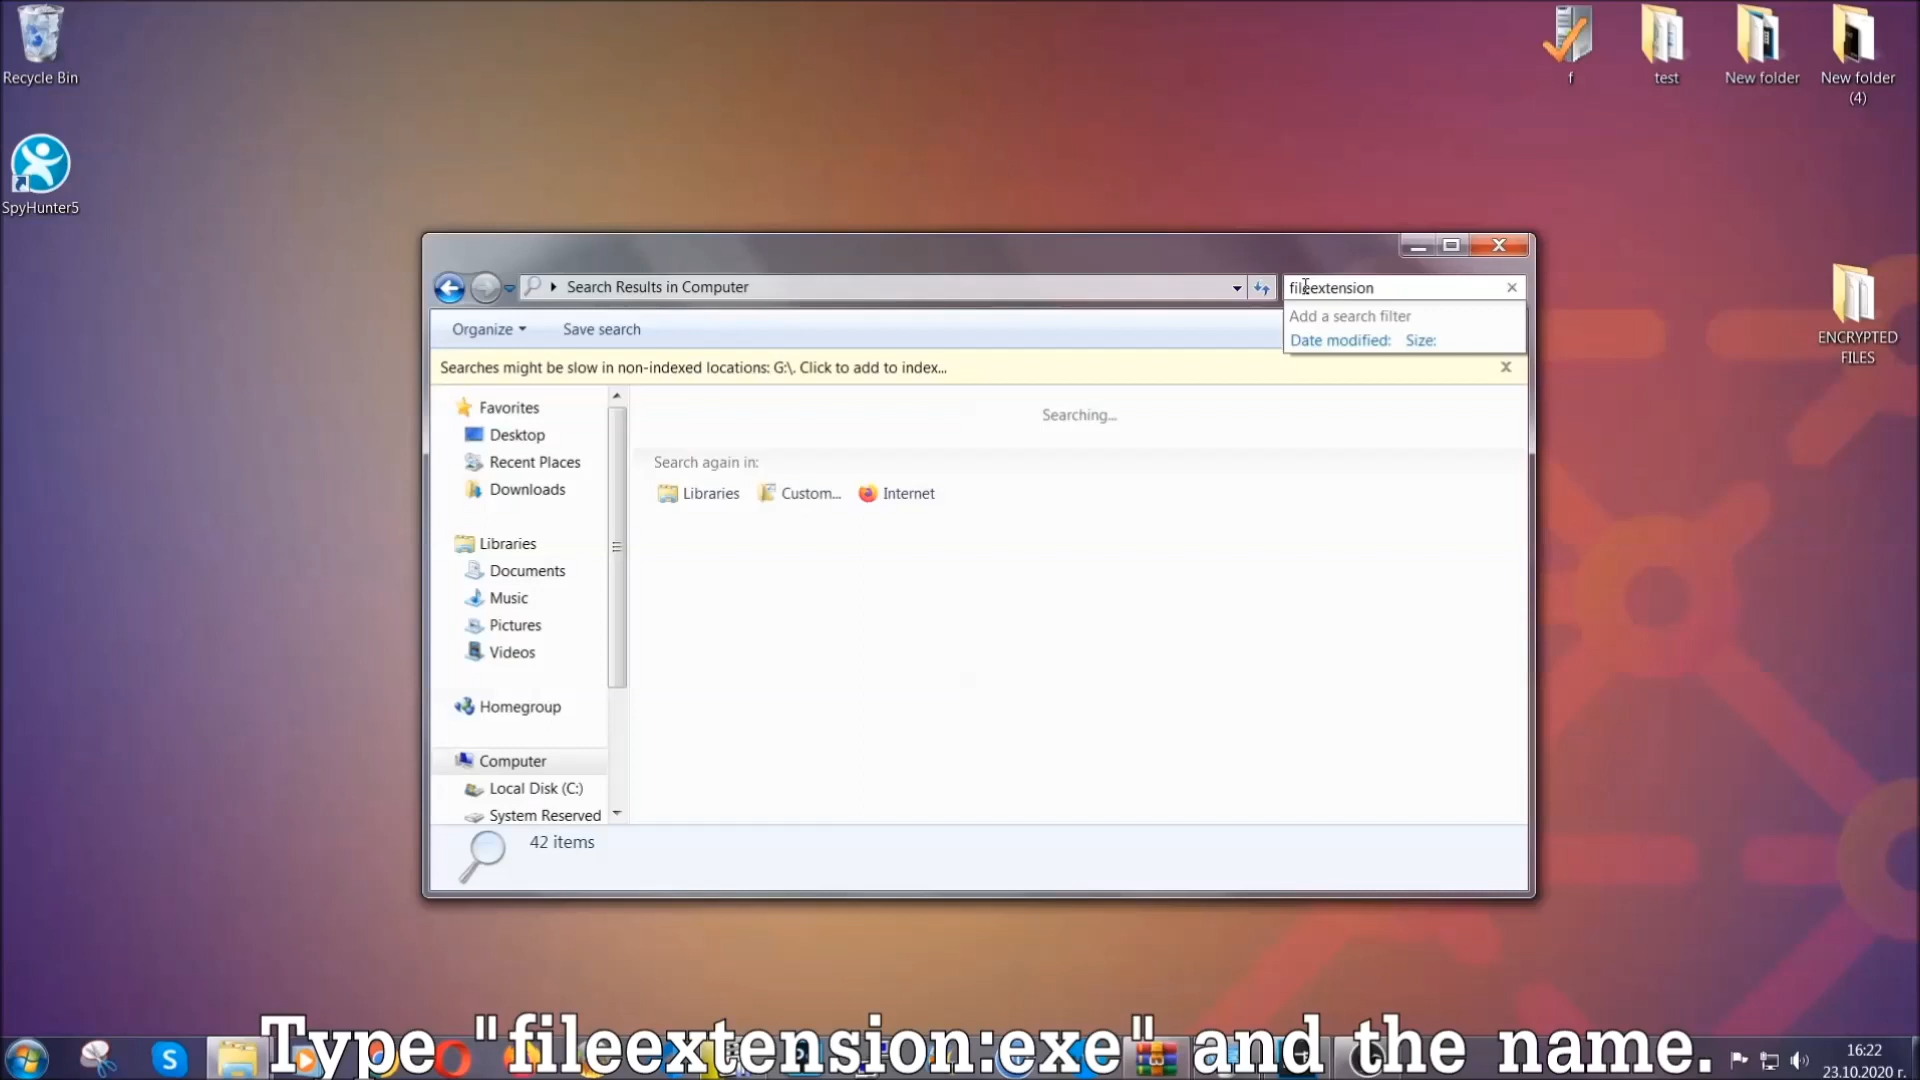 Recycle Bin
SpyHunter5
f
test
New folder
New folder
(4)
ENCRYPTED
FILES
Search Results in Computer
fileextension
Add a search filter
Date modified:  Size:
Organize
Save search
Searches might be slow in non-indexed locations: G:\. Click to add to index...
Favorites
Desktop
Recent Places
Downloads
Libraries
Documents
Music
Pictures
Videos
Homegroup
Computer
Local Disk (C:)
System Reserved
Searching...
Search again in:
Libraries  Custom...  Internet
42 items
Type "fileextension:exe" and the name.
16:22
23.10.2020 г.